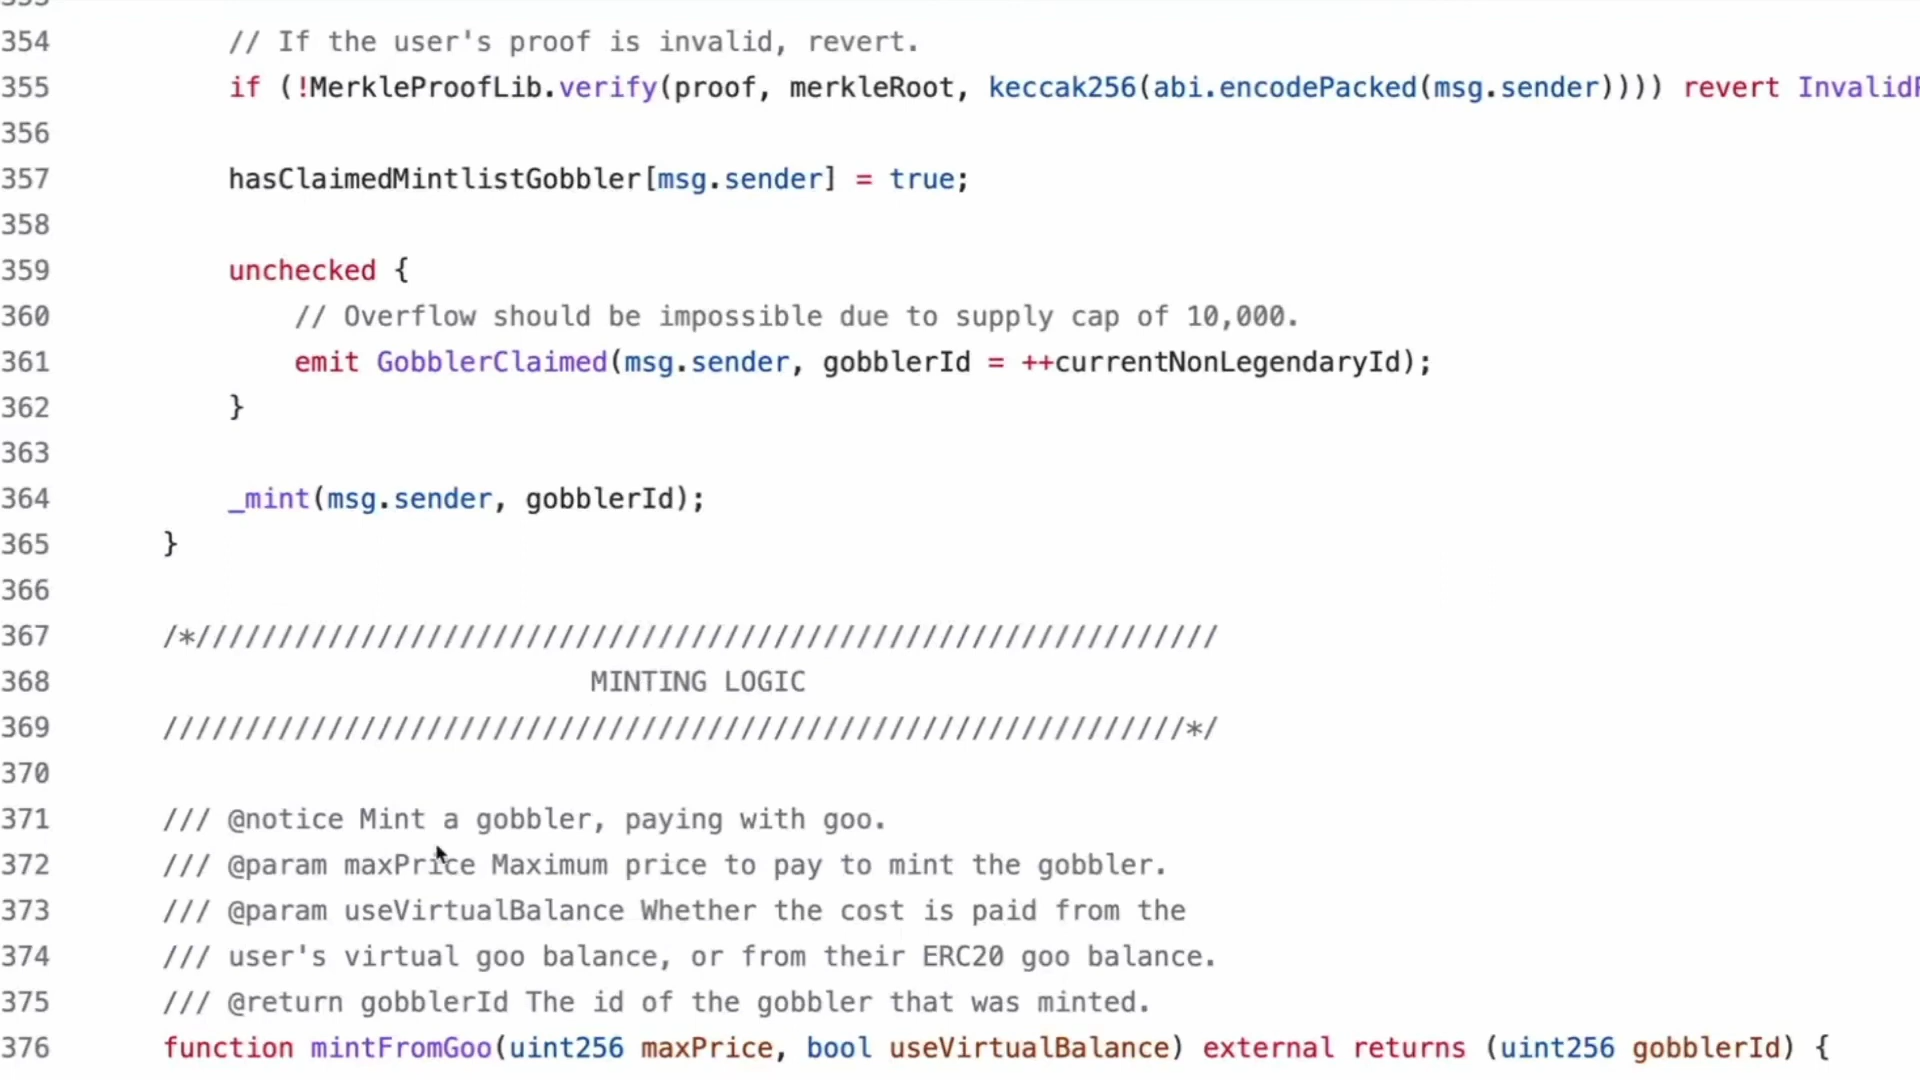 354 // If the user's proof is invalid, revert.
355 if (!MerkleProofLib.verify(proof, merkleRoot, keccak256(abi.encodePacked(msg.sender)))) revert
356
357 hasClaimedMintlistGobbler[msg.sender] = true;
358
359 unchecked {
360 // Overflow should be impossible due to supply cap of 10,000.
361 emit GobblerClaimed(msg.sender, gobblerId = ++currentNonLegendaryId);
362 }
363
364 _mint(msg.sender, gobblerId);
365 }
366
367 /*//////////////////////////////////////////////////////////////
368 MINTING LOGIC
369 //////////////////////////////////////////////////////////////*/
370
371 /// @notice Mint a gobbler, paying with goo.
372 /// @param maxPrice Maximum price to pay to mint the gobbler.
373 /// @param useVirtualBalance Whether the cost is paid from the
374 /// user's virtual goo balance, or from their ERC20 goo balance.
375 /// @return gobblerId The id of the gobbler that was minted.
376 function mintFromGoo(uint256 maxPrice, bool useVirtualBalance) external returns (uint256 gobblerId) {